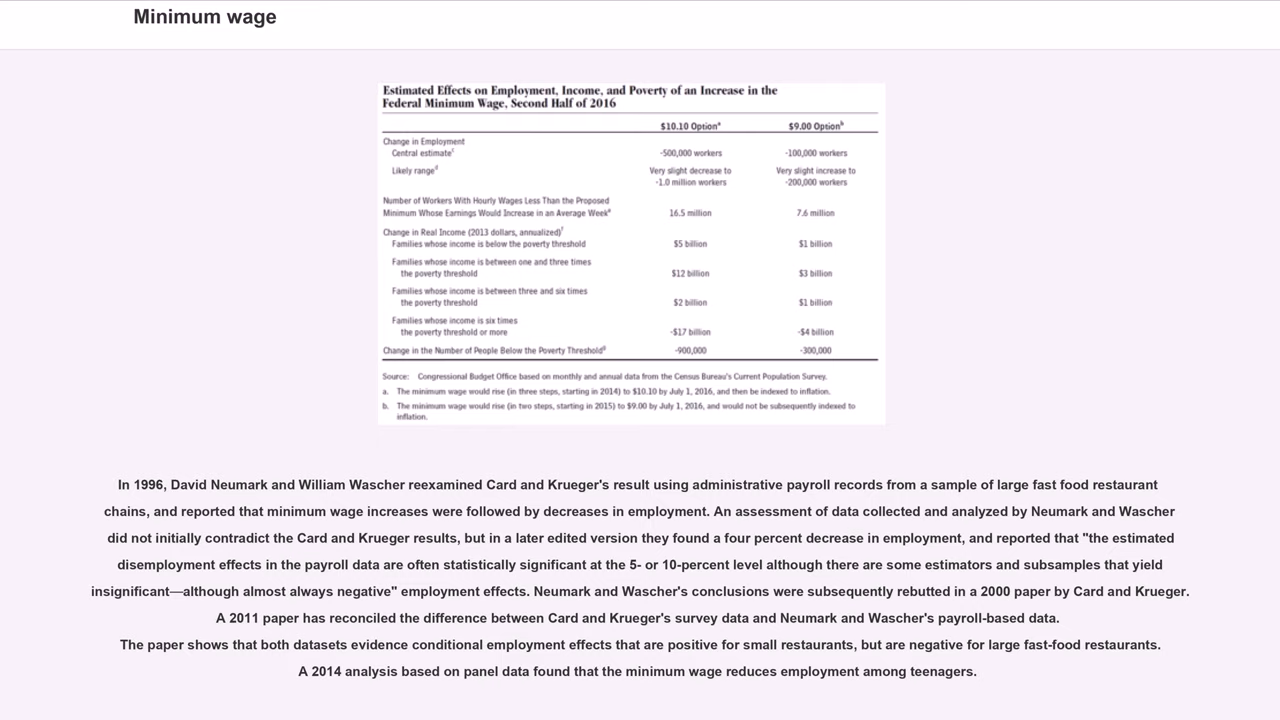 Minimum wage
Estimated Effects on Employment, Income, and Poverty of an Increase in the
Federal Minimum Wage, Second Half of 2016
$10.10 Optionᵃ $9.00 Optionᵇ
Change in Employment
Central estimateᶜ -500,000 workers -100,000 workers
Likely rangeᵈ Very slight decrease to Very slight increase to
-1.0 million workers -200,000 workers
Number of Workers With Hourly Wages Less Than the Proposed
Minimum Whose Earnings Would Increase in an Average Weekᵉ 16.5 million 7.6 million
Change in Real Income (2013 dollars, annualized)ᶠ
Families whose income is below the poverty threshold $5 billion $1 billion
Families whose income is between one and three times
the poverty threshold $12 billion $3 billion
Families whose income is between three and six times
the poverty threshold $2 billion $1 billion
Families whose income is six times
the poverty threshold or more -$17 billion -$4 billion
Change in the Number of People Below the Poverty Thresholdᵍ -900,000 -300,000
Source: Congressional Budget Office based on monthly and annual data from the Census Bureau's Current Population Survey.
a. The minimum wage would rise (in three steps, starting in 2014) to $10.10 by July 1, 2016, and then be indexed to inflation.
b. The minimum wage would rise (in two steps, starting in 2015) to $9.00 by July 1, 2016, and would not be subsequently indexed to
inflation.
In 1996, David Neumark and William Wascher reexamined Card and Krueger's result using administrative payroll records from a sample of large fast food restaurant
chains, and reported that minimum wage increases were followed by decreases in employment. An assessment of data collected and analyzed by Neumark and Wascher
did not initially contradict the Card and Krueger results, but in a later edited version they found a four percent decrease in employment, and reported that "the estimated
disemployment effects in the payroll data are often statistically significant at the 5- or 10-percent level although there are some estimators and subsamples that yield
insignificant—although almost always negative" employment effects. Neumark and Wascher's conclusions were subsequently rebutted in a 2000 paper by Card and Krueger.
A 2011 paper has reconciled the difference between Card and Krueger's survey data and Neumark and Wascher's payroll-based data.
The paper shows that both datasets evidence conditional employment effects that are positive for small restaurants, but are negative for large fast-food restaurants.
A 2014 analysis based on panel data found that the minimum wage reduces employment among teenagers.